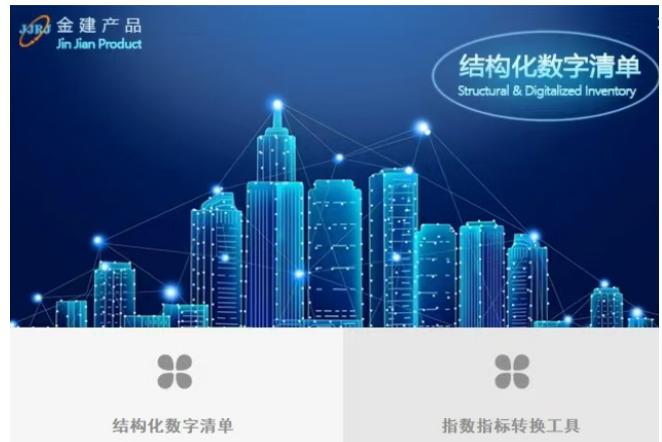 JJRJ 金建产品
Jin Jian Product
结构化数字清单
Structural & Digitalized Inventory
结构化数字清单
指数指标转换工具